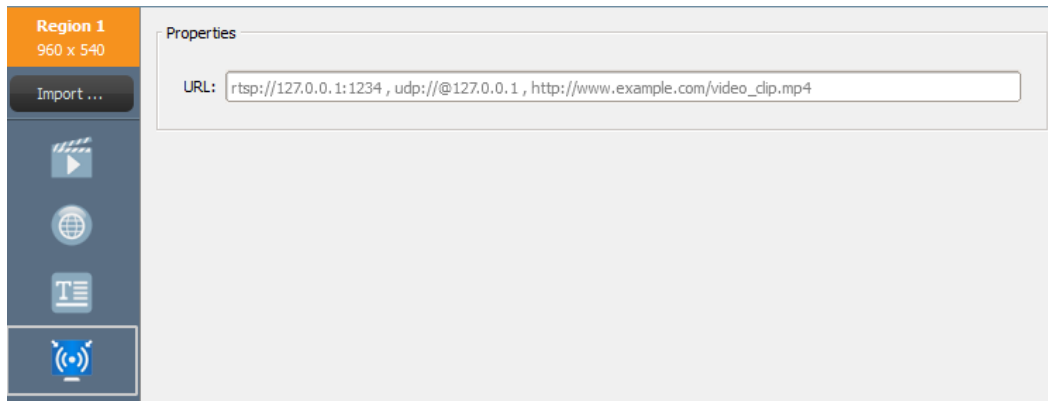 Region 1
960 x 540
Import ...
Properties
URL: rtsp://127.0.0.1:1234 , udp://@127.0.0.1 , http://www.example.com/video_clip.mp4
T